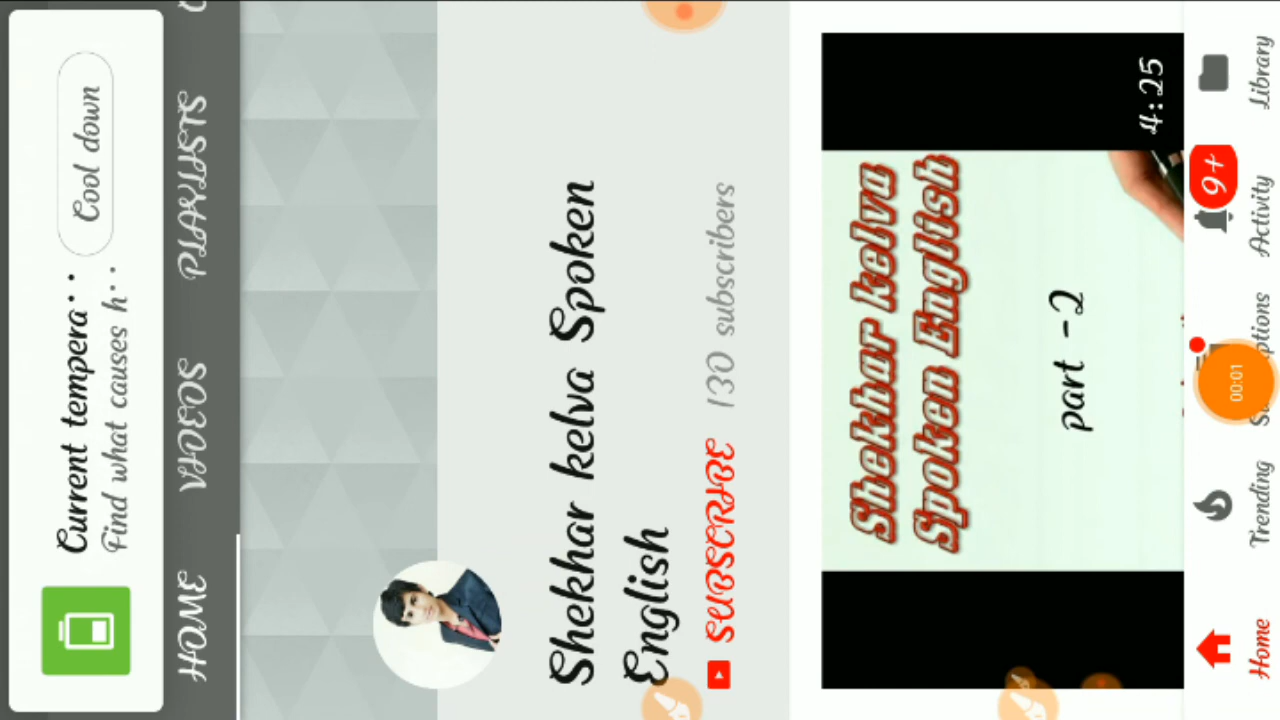 Current tempera··
Find what causes h··
Cool down
HOME VIDEOS PLAYLISTS
Shekhar kelva Spoken
English
SUBSCRIBE 130 subscribers
Shekhar kelva
Spoken English
part -2
4:25
00:01
9+
Home Trending Activity Library